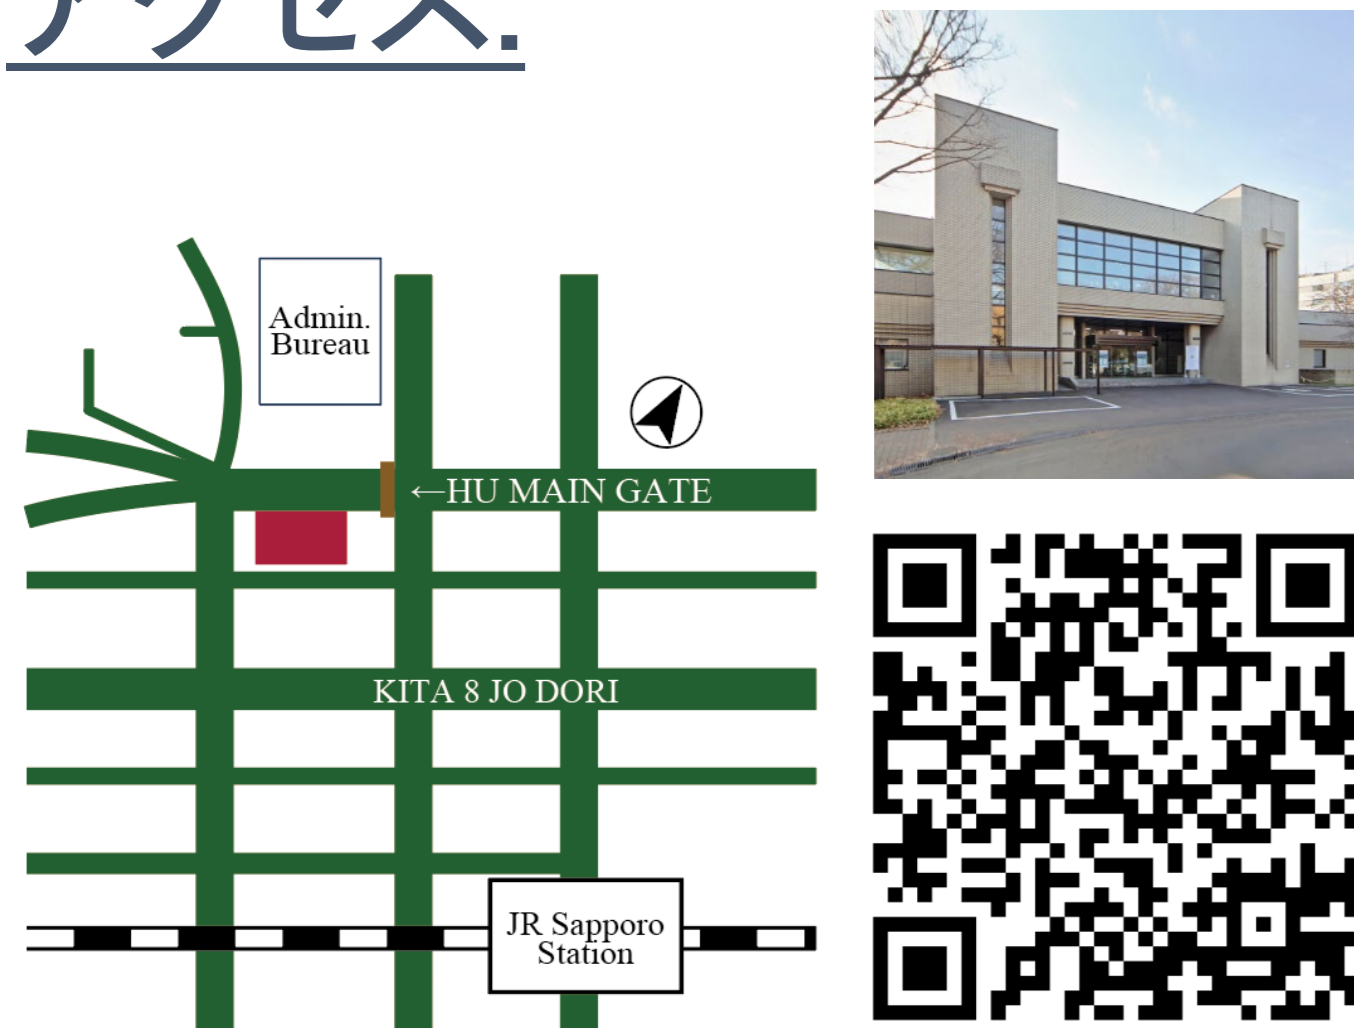 アクセス.
Admin.
Bureau
←HU MAIN GATE
KITA 8 JO DORI
JR Sapporo
Station